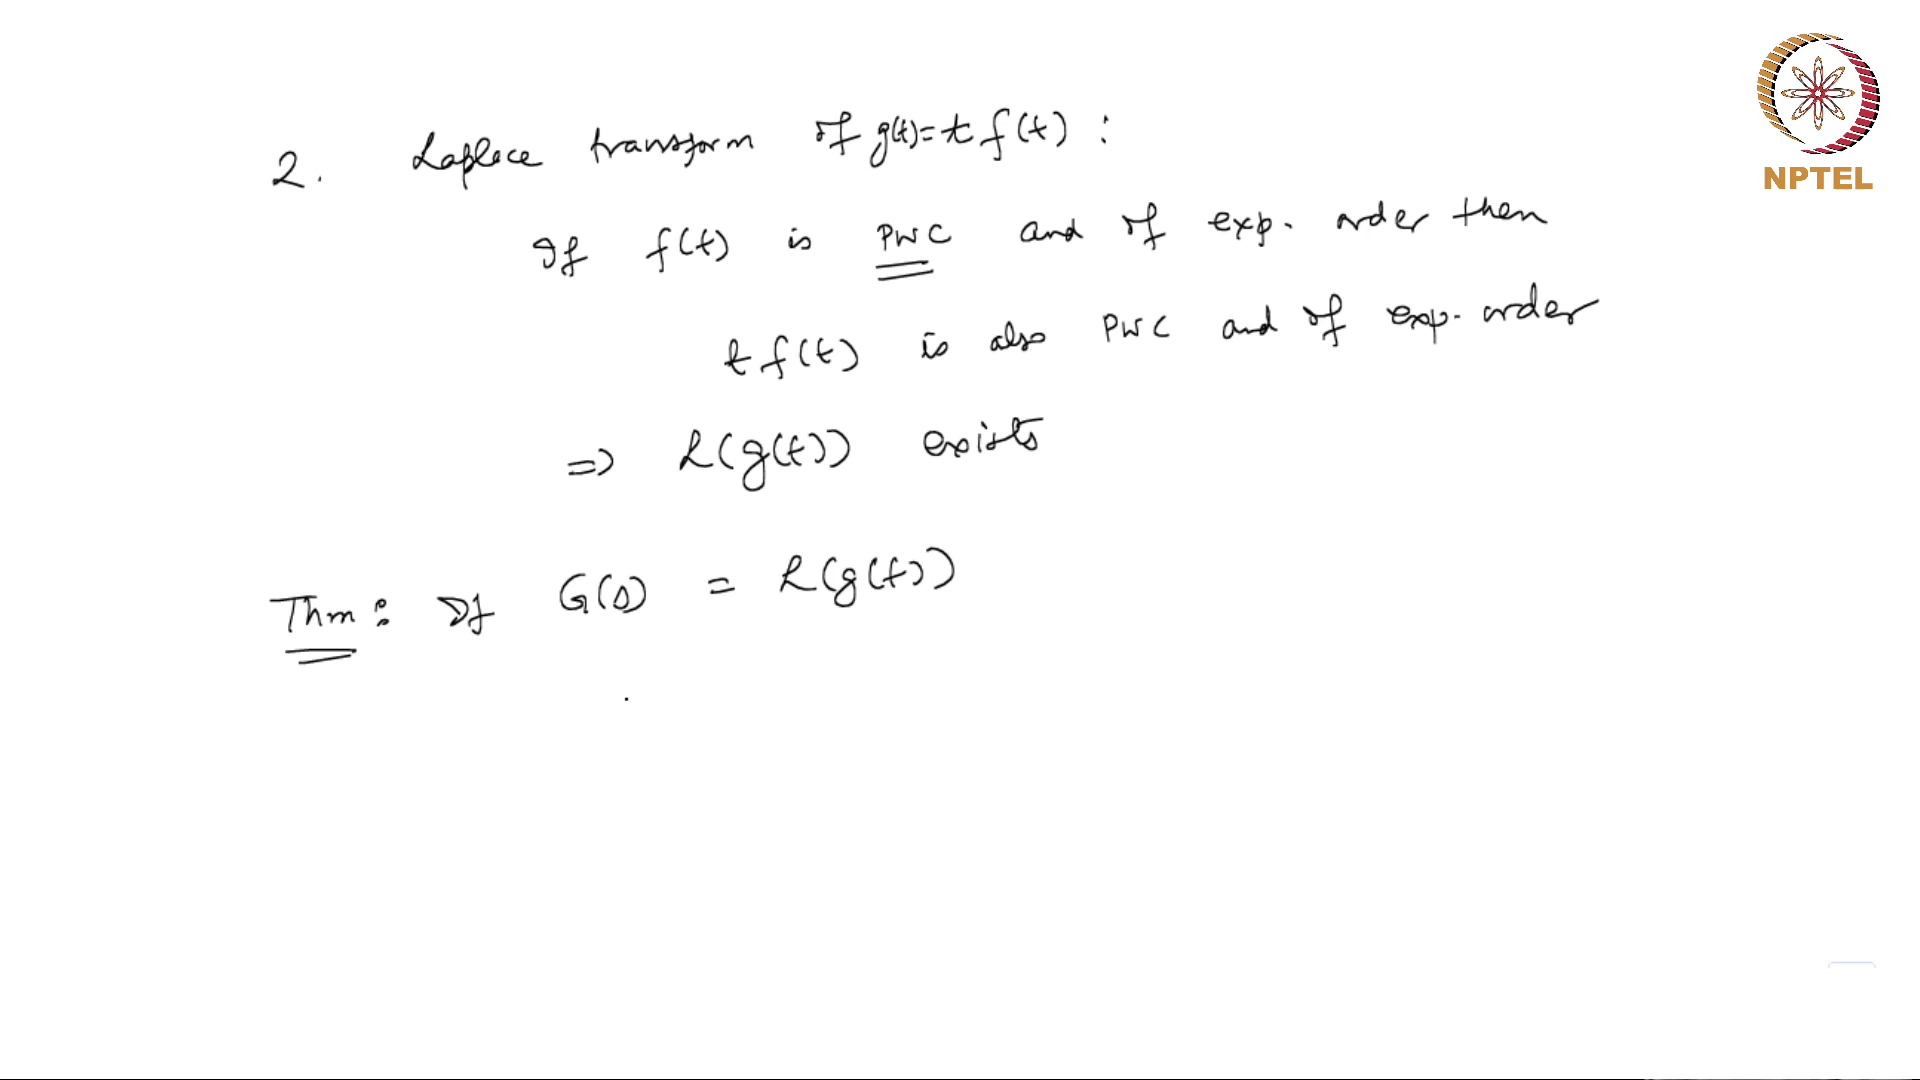 2. Laplace transform of g(t)=t f(t) :
NPTEL
If f(t) is PWC and of exp. order then
t f(t) is also PWC and of exp. order
=> L(g(t)) exists
Thm : If G(s) = L(g(t))